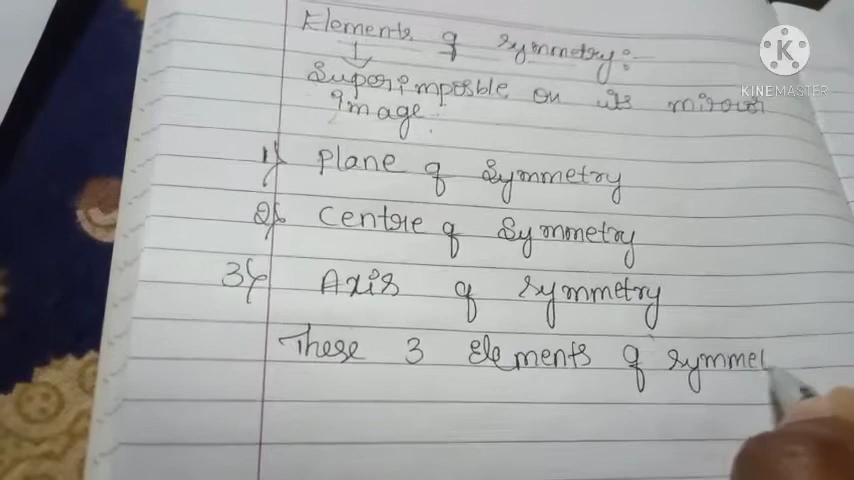 Elements of symmetry:-
↓
Superimposble on its mirror
image.
1) plane of Symmetry
2) Centre of Symmetry
3) Axis of symmetry
These 3 Elements of symmet
K
KINEMASTER